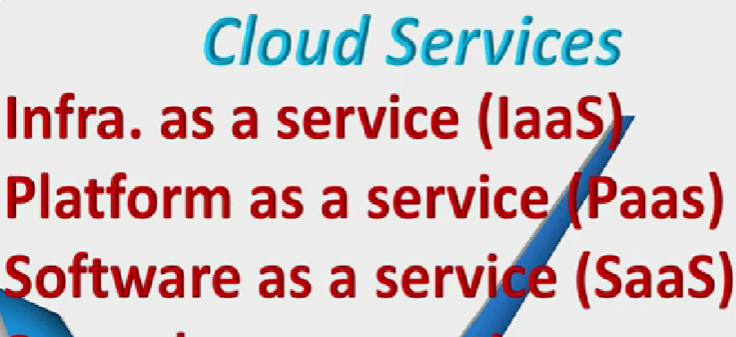 Cloud Services
Infra. as a service (IaaS)
Platform as a service (Paas)
Software as a service (SaaS)